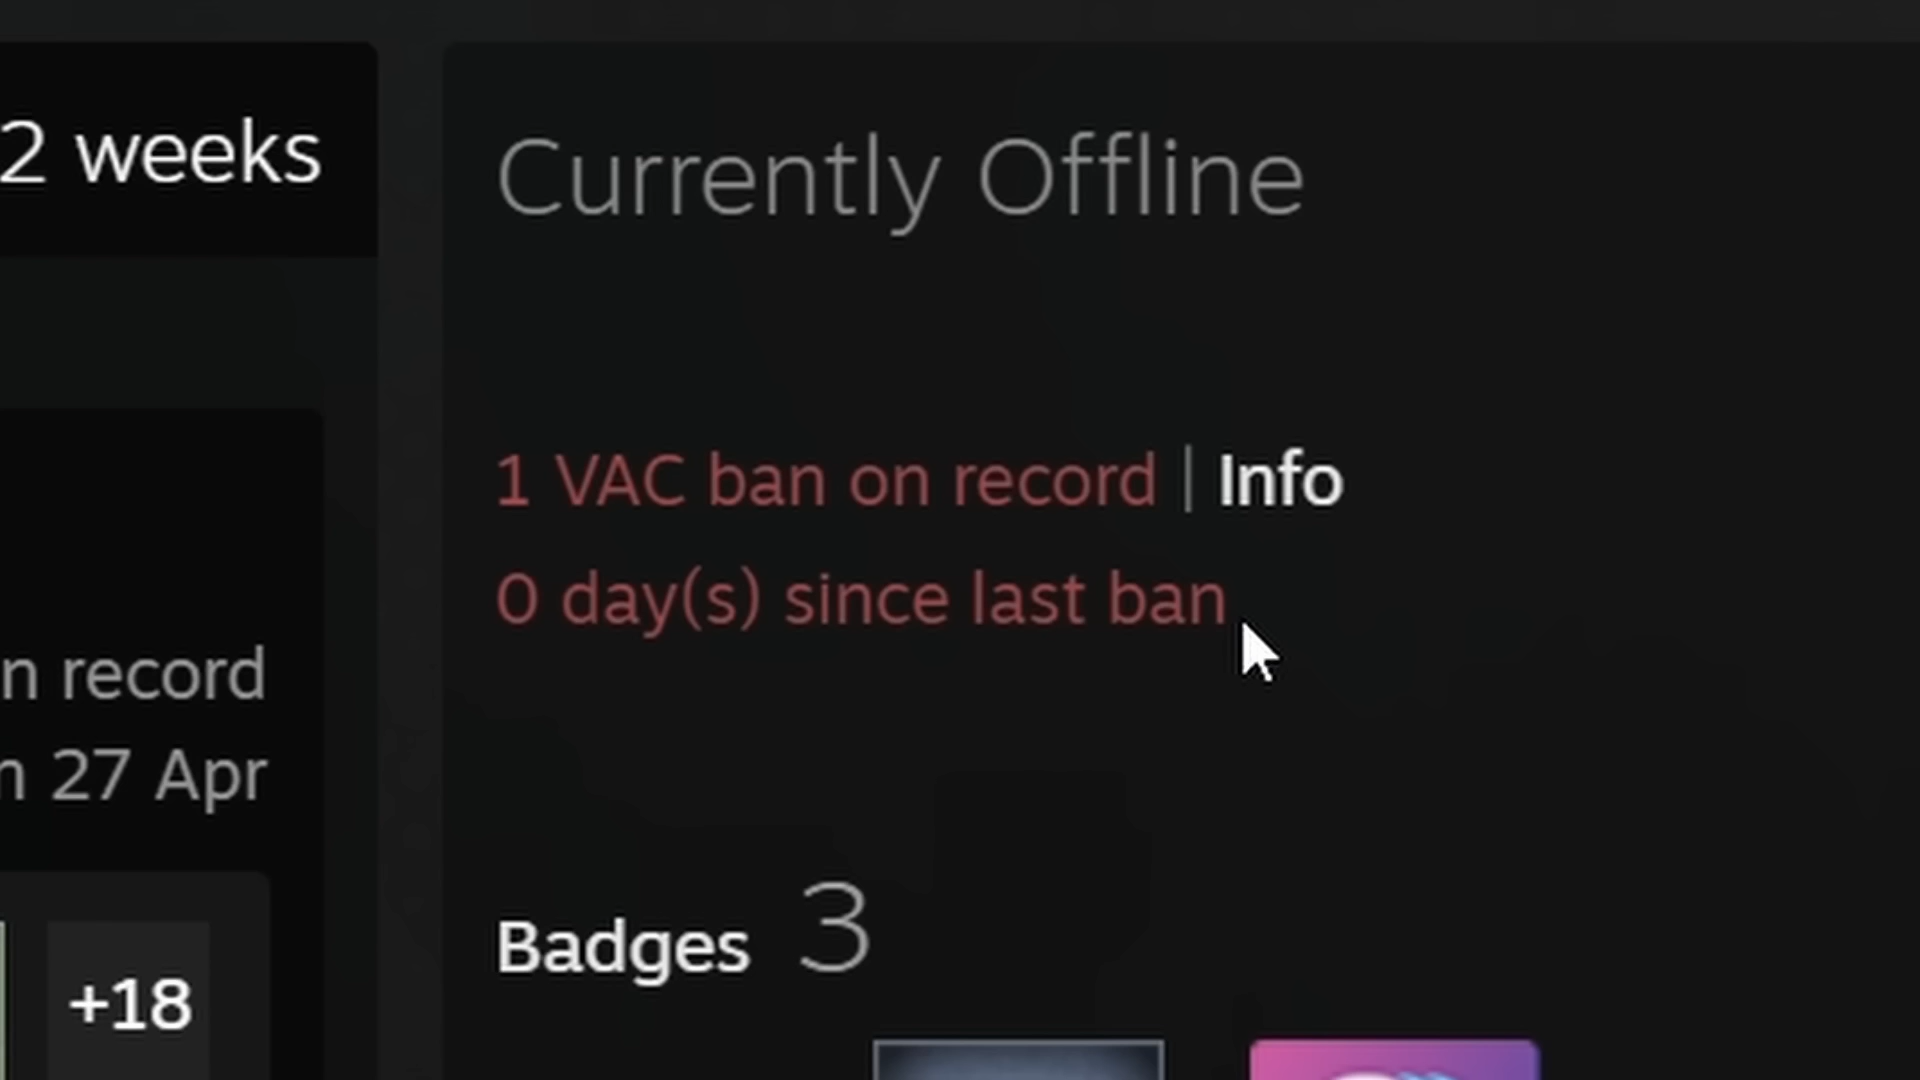 2 weeks
n record
27 Apr
+18
Currently Offline
1 VAC ban on record | Info
0 day(s) since last ban
Badges 3